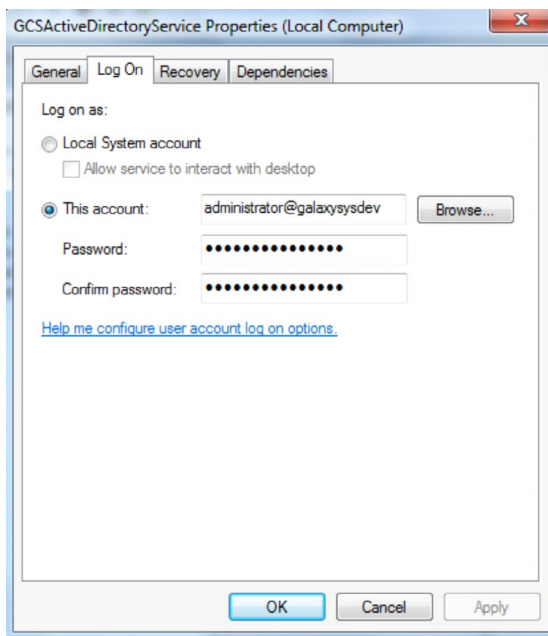 GCSActiveDirectoryService Properties (Local Computer)
General Log On Recovery Dependencies
Log on as:
Local System account
Allow service to interact with desktop
This account: administrator@galaxysysdev Browse...
Password: ●●●●●●●●●●●●●●●
Confirm password: ●●●●●●●●●●●●●●●
Help me configure user account log on options.
OK Cancel Apply